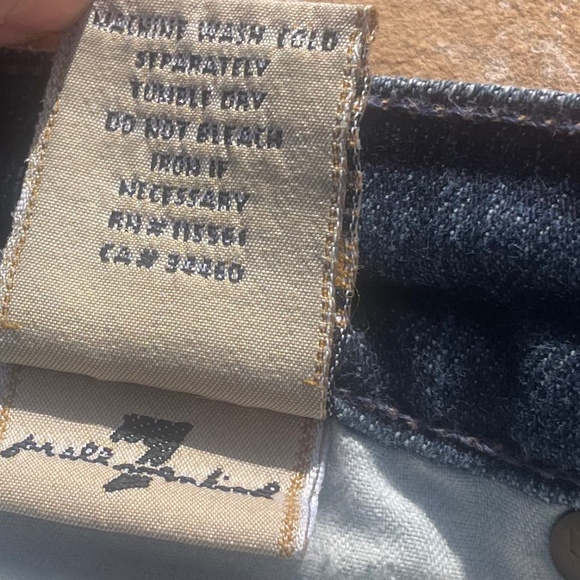 MACHINE WASH COLD
SEPARATELY
TUMBLE DRY
DO NOT BLEACH
IRON IF
NECESSARY
RN# 115561
CA# 34460
7
for all mankind